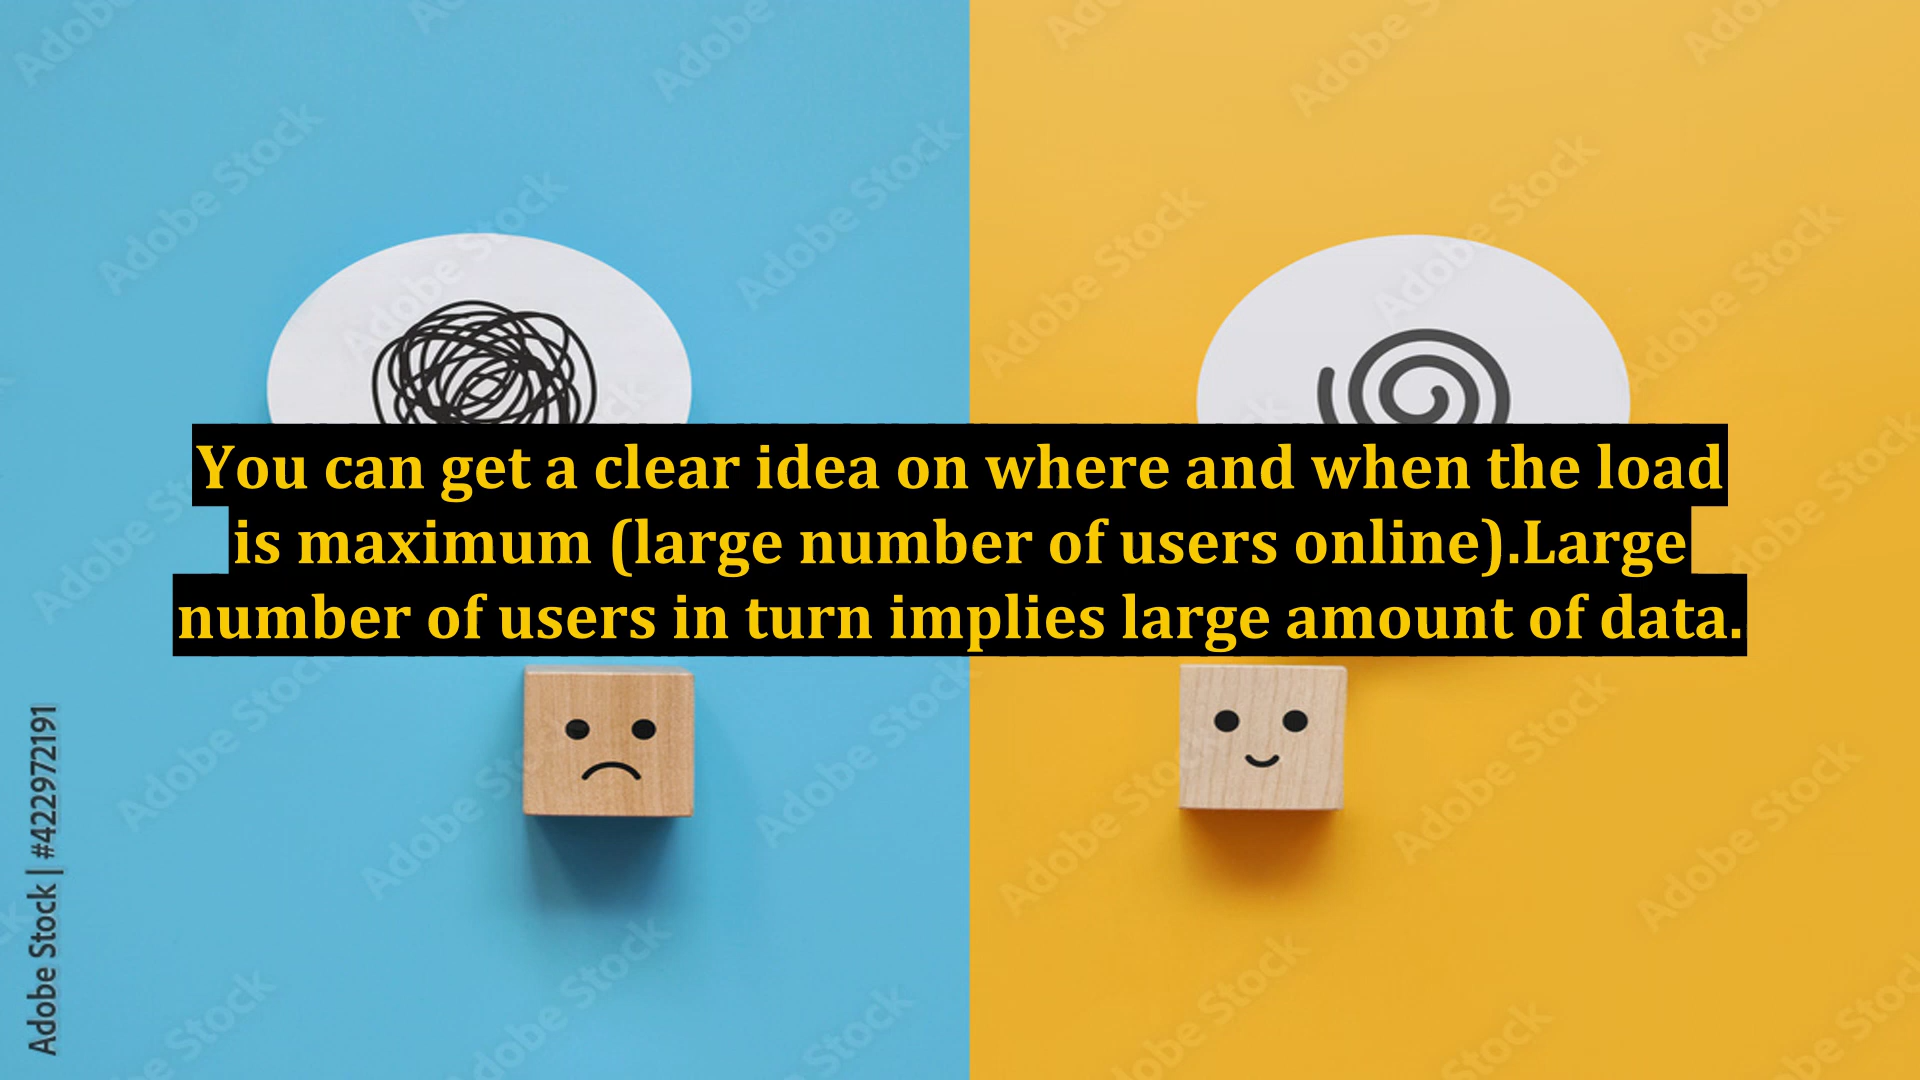 You can get a clear idea on where and when the load
is maximum (large number of users online).Large
number of users in turn implies large amount of data.
Adobe Stock | #422972191